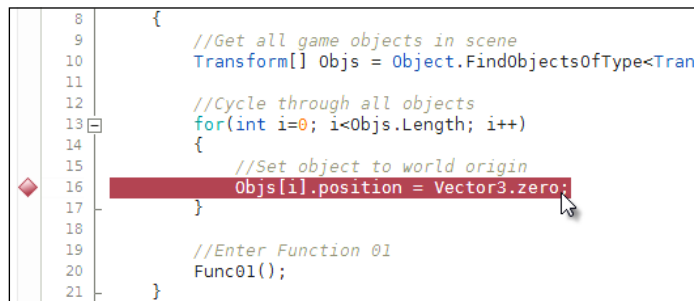 8 {
9 //Get all game objects in scene
10 Transform[] Objs = Object.FindObjectsOfType<Tran
11
12 //Cycle through all objects
13 for(int i=0; i<Objs.Length; i++)
14 {
15 //Set object to world origin
16 Objs[i].position = Vector3.zero;
17 }
18
19 //Enter Function 01
20 Func01();
21 }